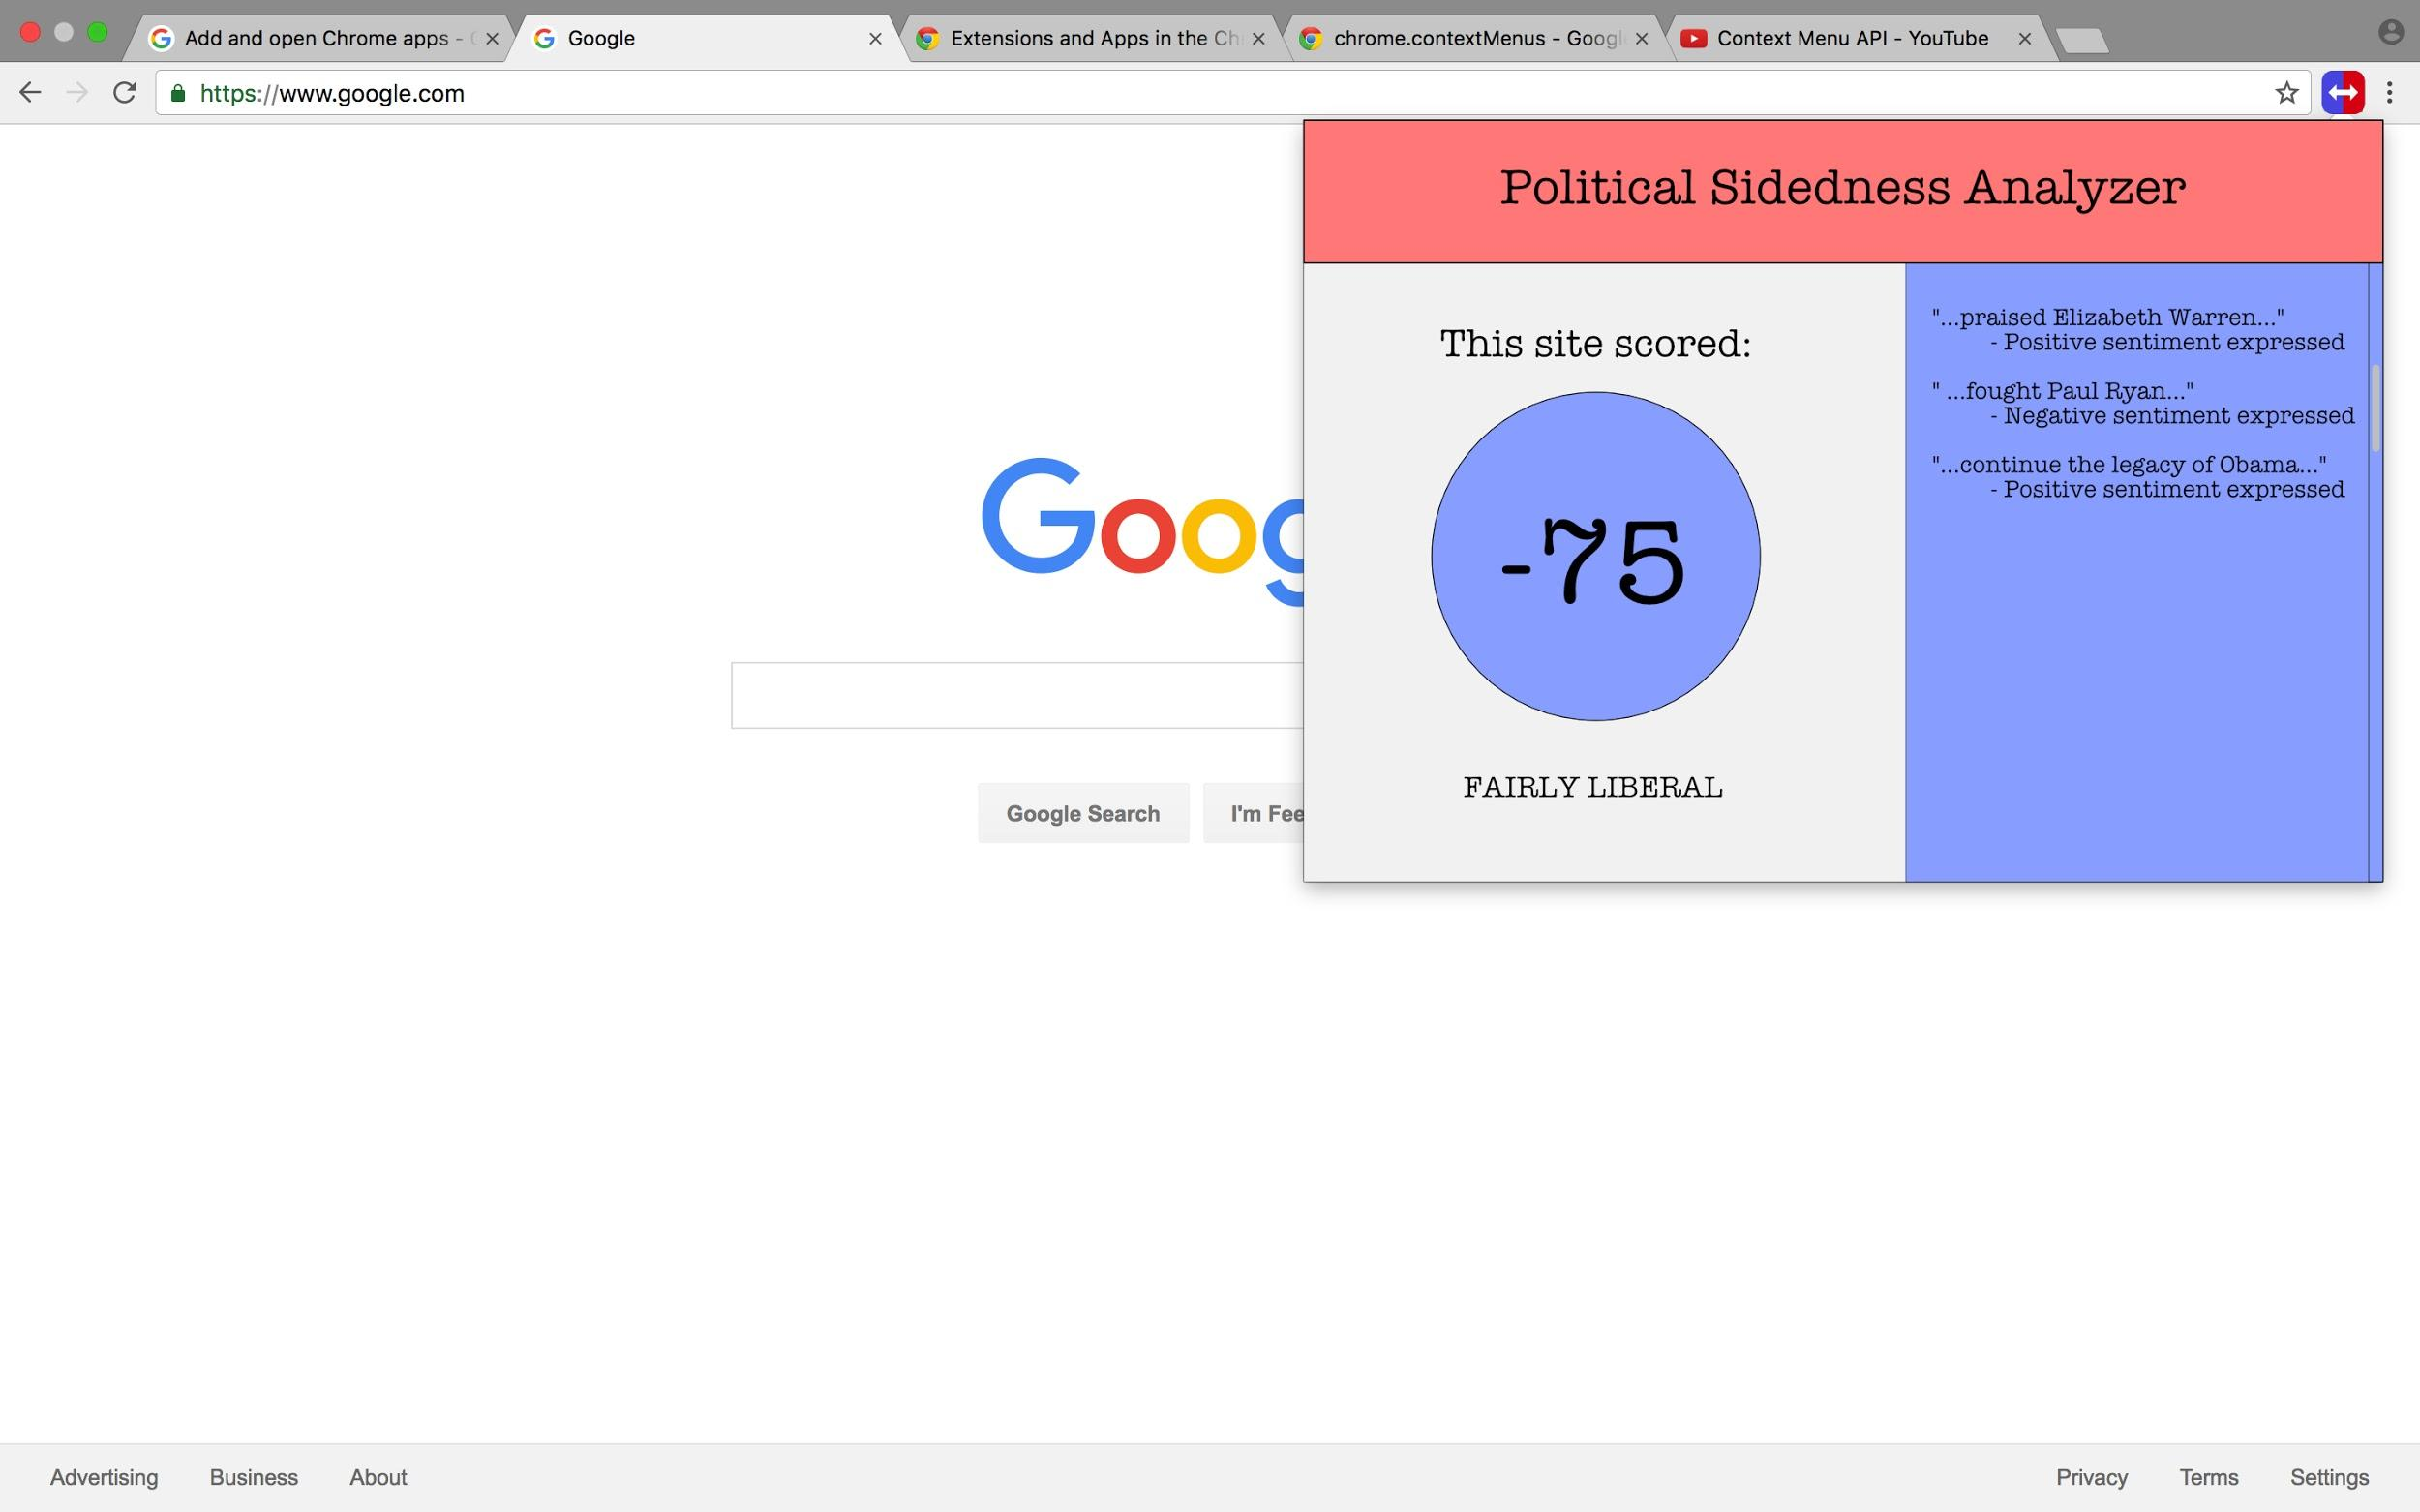 Add and open Chrome apps -
Google
Extensions and Apps in the Ch
chrome.contextMenus - Googl
Context Menu API - YouTube
https://www.google.com
Political Sidedness Analyzer
This site scored:
-75
FAIRLY LIBERAL
"...praised Elizabeth Warren..."
- Positive sentiment expressed
" ...fought Paul Ryan..."
- Negative sentiment expressed
"...continue the legacy of Obama..."
- Positive sentiment expressed
Goog
Google Search
I'm Fee
Advertising
Business
About
Privacy
Terms
Settings